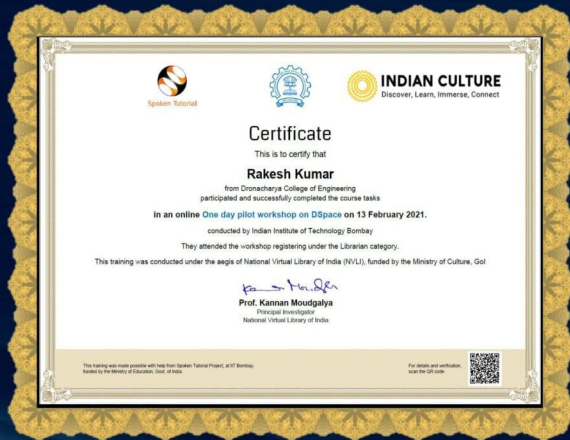 Spoken Tutorial
INDIAN CULTURE
Discover, Learn, Immerse, Connect
Certificate
This is to certify that
Rakesh Kumar
from Dronacharya College of Engineering
participated and successfully completed the course tasks
in an online One day pilot workshop on DSpace on 13 February 2021.
conducted by Indian Institute of Technology Bombay
They attended the workshop registering under the Librarian category.
This training was conducted under the aegis of National Virtual Library of India (NVLI), funded by the Ministry of Culture, GoI
Prof. Kannan Moudgalya
Principal Investigator
National Virtual Library of India
This training was made possible with help from Spoken Tutorial Project, at IIT Bombay,
funded by the Ministry of Education, Govt. of India.
For details and verification,
scan the QR code